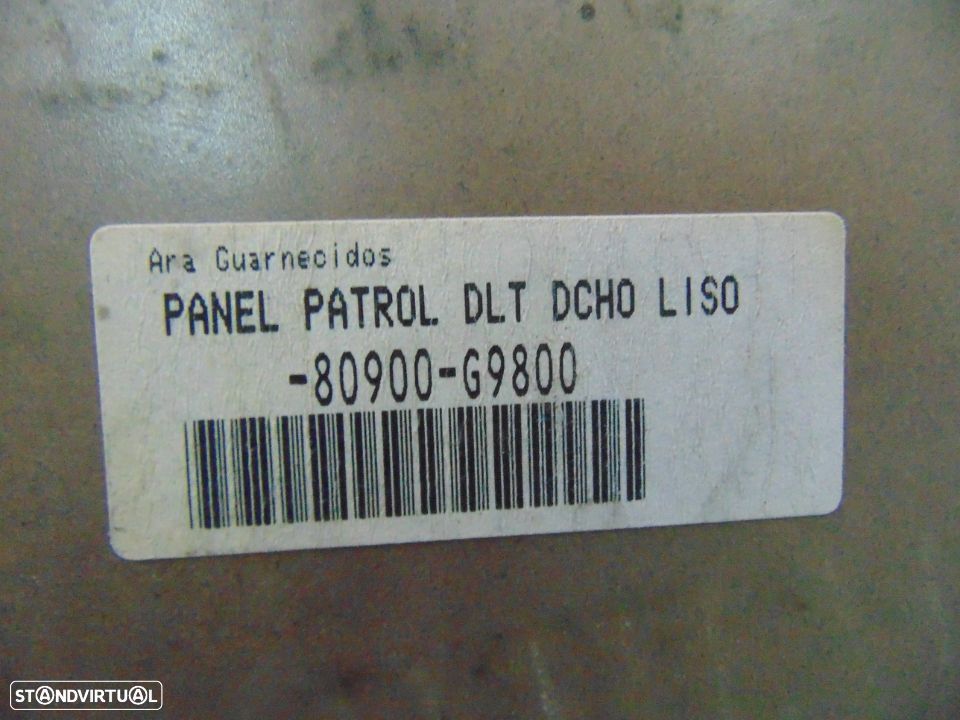 Ara Guarnecidos
PANEL PATROL DLT DCHO LISO
-80900-G9800
STANDVIRTUAL